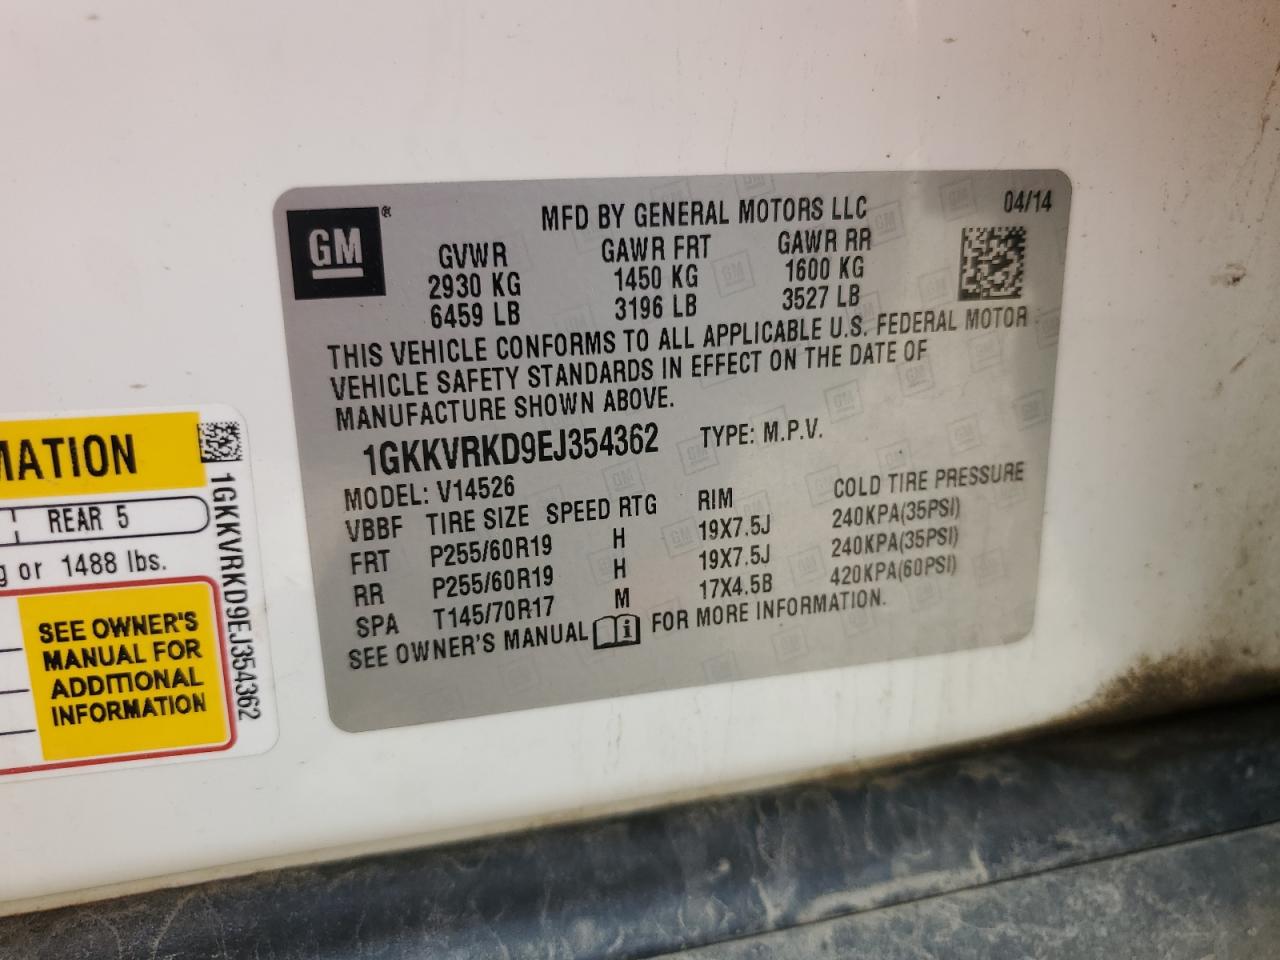 GM ®
MFD BY GENERAL MOTORS LLC 04/14
GVWR GAWR FRT GAWR RR
2930 KG 1450 KG 1600 KG
6459 LB 3196 LB 3527 LB
THIS VEHICLE CONFORMS TO ALL APPLICABLE U.S. FEDERAL MOTOR
VEHICLE SAFETY STANDARDS IN EFFECT ON THE DATE OF
MANUFACTURE SHOWN ABOVE.
1GKKVRKD9EJ354362 TYPE: M.P.V.
MODEL: V14526
VBBF TIRE SIZE SPEED RTG RIM COLD TIRE PRESSURE
FRT P255/60R19 H 19X7.5J 240KPA(35PSI)
RR P255/60R19 H 19X7.5J 240KPA(35PSI)
SPA T145/70R17 M 17X4.5B 420KPA(60PSI)
SEE OWNER'S MANUAL i FOR MORE INFORMATION.
MATION
REAR 5
g or 1488 lbs.
SEE OWNER'S
MANUAL FOR
ADDITIONAL
INFORMATION
1GKKVRKD9EJ354362